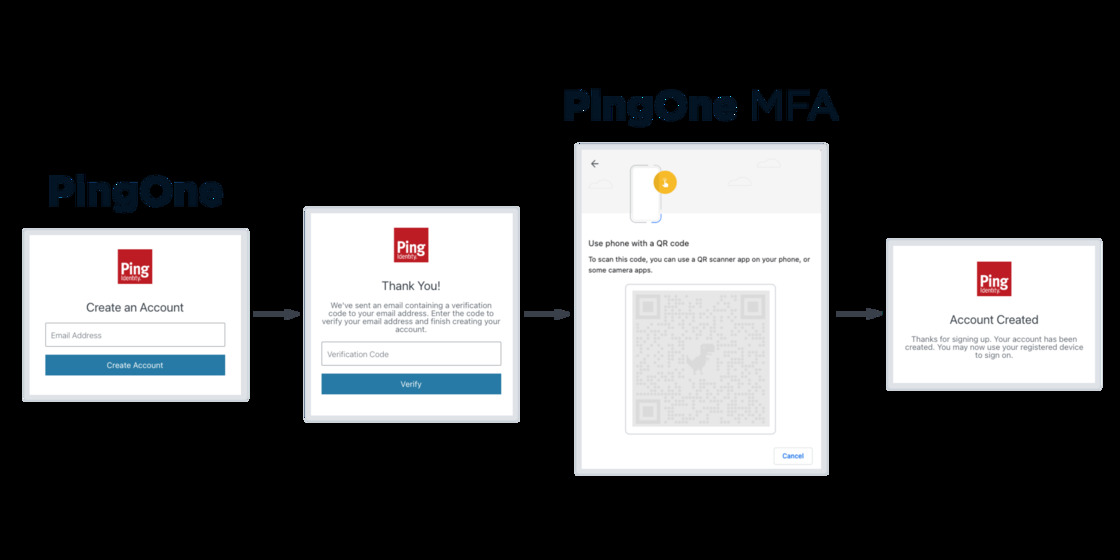 PingOne
Ping
Identity.
Create an Account
Email Address
Create Account
Ping
Identity.
Thank You!
We've sent an email containing a verification
code to your email address. Enter the code to
verify your email address and finish creating your
account.
Verification Code
Verify
PingOne MFA
Use phone with a QR code
To scan this code, you can use a QR scanner app on your phone, or
some camera apps.
Cancel
Ping
Identity.
Account Created
Thanks for signing up. Your account has been
created. You may now use your registered device
to sign on.